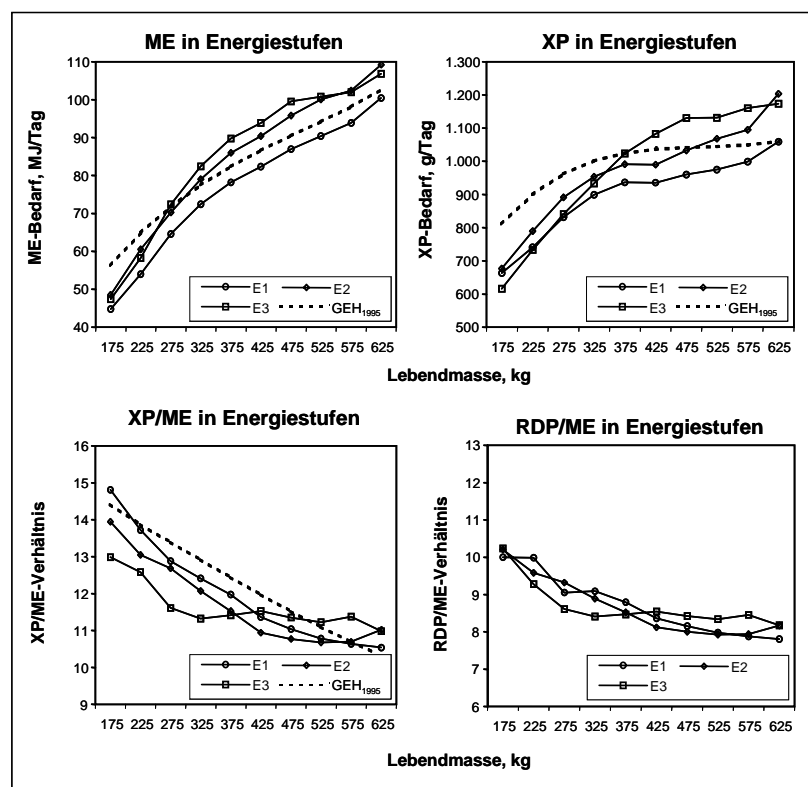 ME in Energiestufen
ME-Bedarf, MJ/Tag
110
100
90
80
70
60
50
40
E1
E2
E3
GEH1995
175 225 275 325 375 425 475 525 575 625
XP in Energiestufen
XP-Bedarf, g/Tag
1.300
1.200
1.100
1.000
900
800
700
600
500
E1
E2
E3
GEH1995
175 225 275 325 375 425 475 525 575 625
Lebendmasse, kg
XP/ME in Energiestufen
XP/ME-Verhältnis
16
15
14
13
12
11
10
9
E1
E2
E3
GEH1995
175 225 275 325 375 425 475 525 575 625
RDP/ME in Energiestufen
RDP/ME-Verhältnis
13
12
11
10
9
8
7
6
E1
E2
E3
175 225 275 325 375 425 475 525 575 625
Lebendmasse, kg